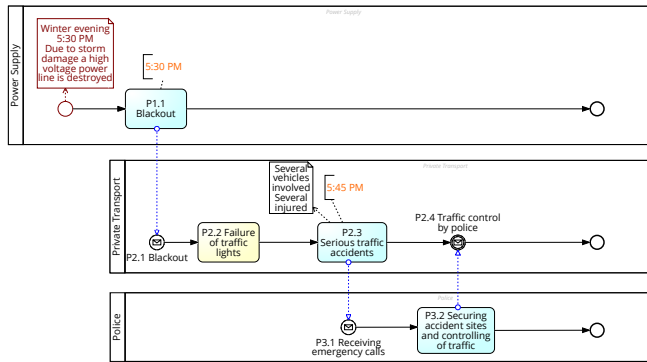 Power Supply
Power Supply
Winter evening
5:30 PM
Due to storm
damage a high
voltage power
line is destroyed
5:30 PM
P1.1
Blackout
Private Transport
Private Transport
Several
vehicles
involved
Several
injured
5:45 PM
P2.1 Blackout
P2.2 Failure
of traffic
lights
P2.3
Serious traffic
accidents
P2.4 Traffic control
by police
Police
Police
P3.1 Receiving
emergency calls
P3.2 Securing
accident sites
and controlling
of traffic